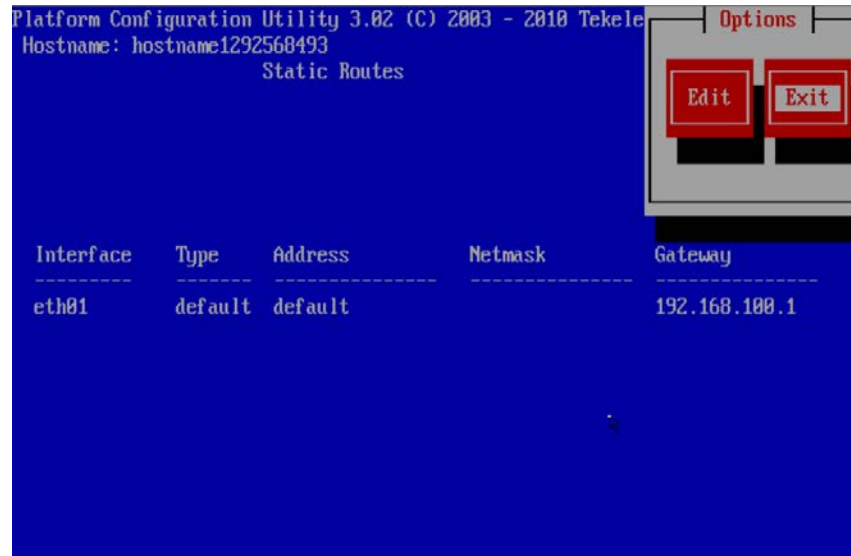 Platform Configuration Utility 3.02 (C) 2003 - 2010 Tekele
Options
Hostname: hostname1292568493
Static Routes
Edit Exit
Interface Type Address Netmask Gateway
--------- ------- --------------- --------------- ---------------
eth01 default default 192.168.100.1